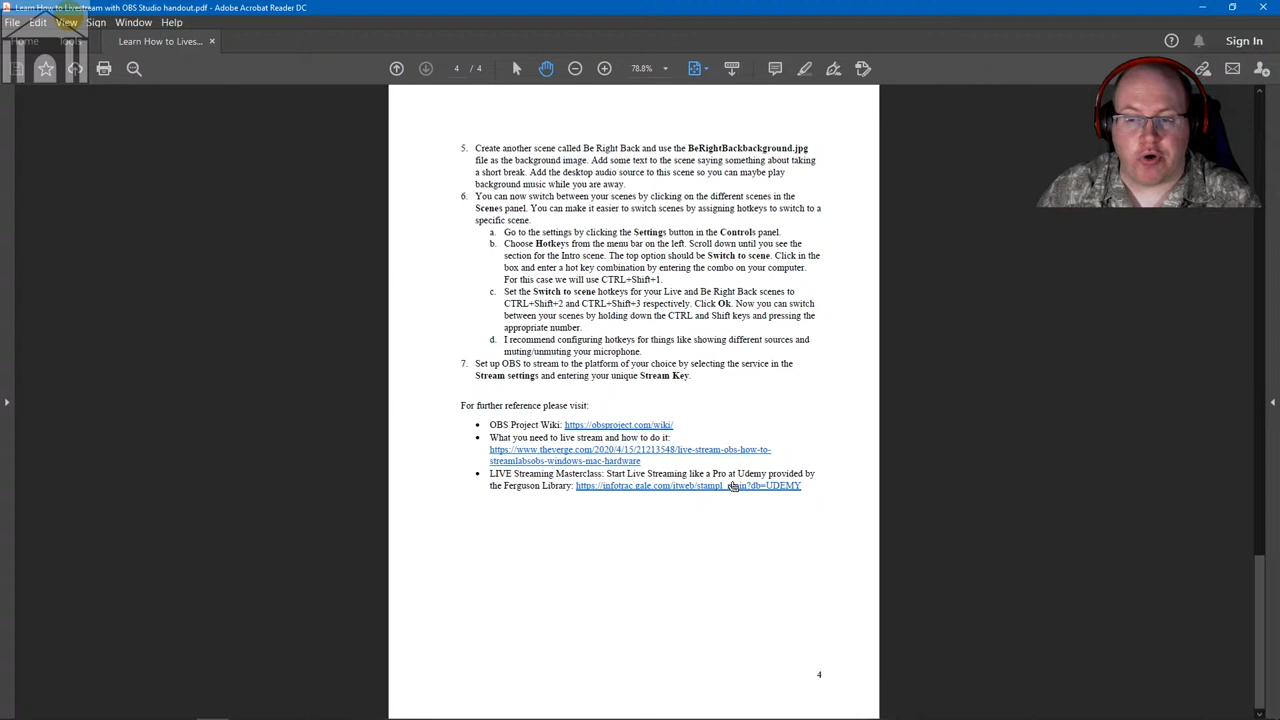 Learn How to Livestream with OBS Studio handout.pdf - Adobe Acrobat Reader DC
File Edit View Sign Window Help
Home Tools Learn How to Lives... Sign In
4 / 4 78.8%
5. Create another scene called Be Right Back and use the BeRightBackbackground.jpg
file as the background image. Add some text to the scene saying something about taking
a short break. Add the desktop audio source to this scene so you can maybe play
background music while you are away.
6. You can now switch between your scenes by clicking on the different scenes in the
Scenes panel. You can make it easier to switch scenes by assigning hotkeys to switch to a
specific scene.
a. Go to the settings by clicking the Settings button in the Controls panel.
b. Choose Hotkeys from the menu bar on the left. Scroll down until you see the
section for the Intro scene. The top option should be Switch to scene. Click in the
box and enter a hot key combination by entering the combo on your computer.
For this case we will use CTRL+Shift+1.
c. Set the Switch to scene hotkeys for your Live and Be Right Back scenes to
CTRL+Shift+2 and CTRL+Shift+3 respectively. Click Ok. Now you can switch
between your scenes by holding down the CTRL and Shift keys and pressing the
appropriate number.
d. I recommend configuring hotkeys for things like showing different sources and
muting/unmuting your microphone.
7. Set up OBS to stream to the platform of your choice by selecting the service in the
Stream settings and entering your unique Stream Key.
For further reference please visit:
• OBS Project Wiki: https://obsproject.com/wiki/
• What you need to live stream and how to do it:
https://www.theverge.com/2020/4/15/21213548/live-stream-obs-how-to-
streamlabsobs-windows-mac-hardware
• LIVE Streaming Masterclass: Start Live Streaming like a Pro at Udemy provided by
the Ferguson Library:
4